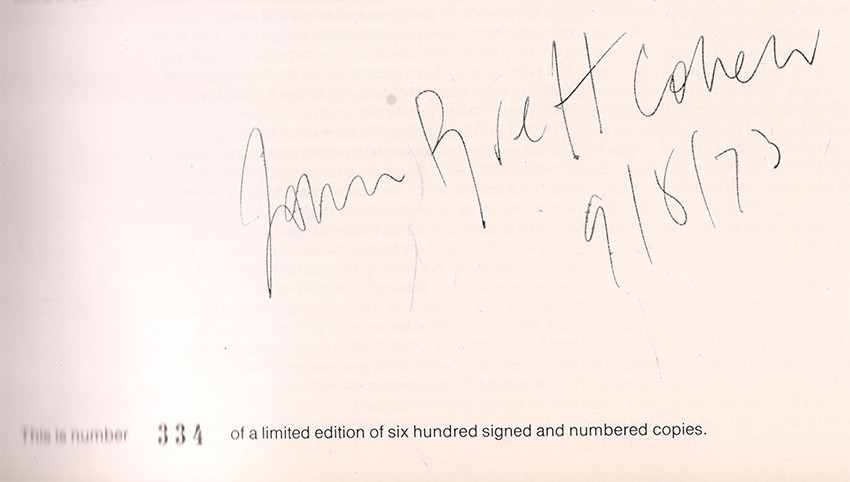 John Brett Cohen
9/8/73
This is number 334 of a limited edition of six hundred signed and numbered copies.